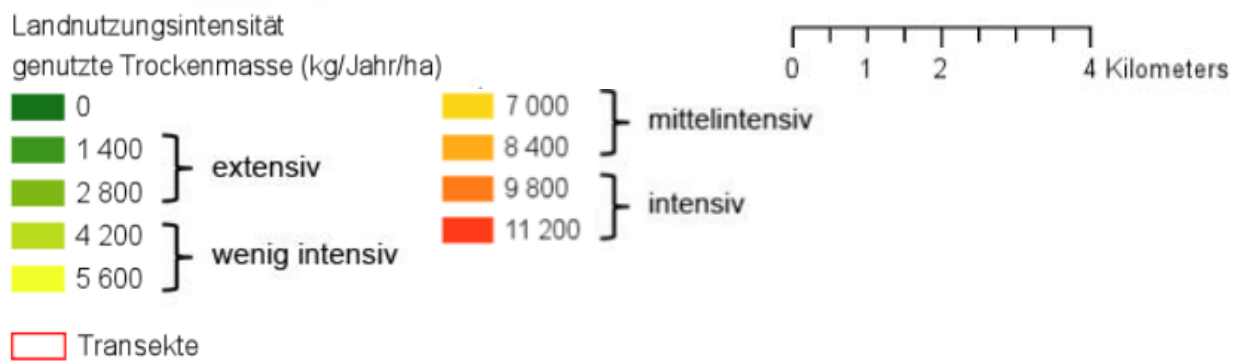 Landnutzungsintensität
genutzte Trockenmasse (kg/Jahr/ha)
0
1 400
2 800
extensiv
4 200
5 600
wenig intensiv
7 000
8 400
mittelintensiv
9 800
11 200
intensiv
Transekte
0 1 2 4 Kilometers